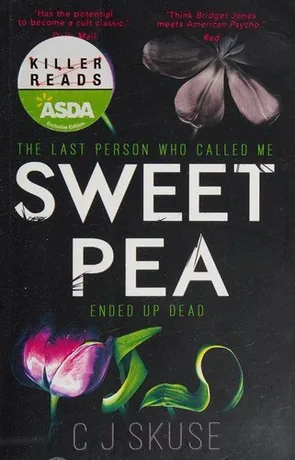 'Has the potential
to become a cult classic.'
Mail
'Think Bridget Jones
meets American Psycho'
Red
KILLER
READS
ASDA
Exclusive Edition
THE LAST PERSON WHO CALLED ME
SWEET
PEA
ENDED UP DEAD
C J SKUSE